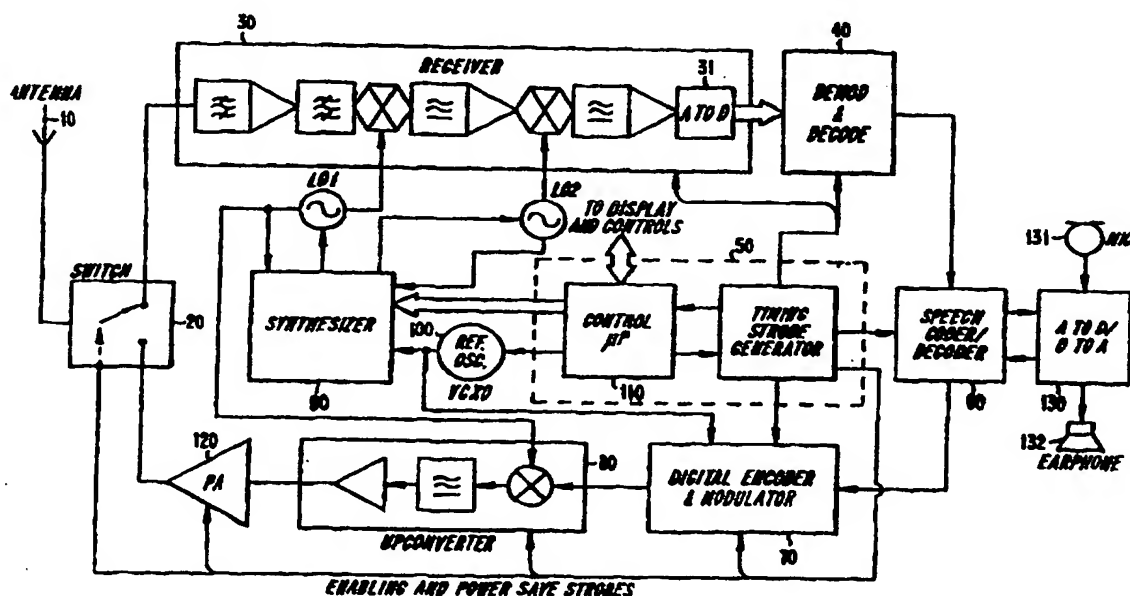 30
40
RECEIVER
31
ANTENNA
10
A TO D
DEMOD
&
DECODE
LO1
LO2
TO DISPLAY
AND CONTROLS
50
131
MIC
SWITCH
20
SYNTHESIZER
90
100
REF.
OSC.
VCXO
CONTROL
μP
110
TIMING
STROBE
GENERATOR
SPEECH
CODER/
DECODER
60
A TO D/
D TO A
130
132
EARPHONE
120
PA
80
UPCONVERTER
DIGITAL ENCODER
& MODULATOR
70
ENABLING AND POWER SAVE STROBES